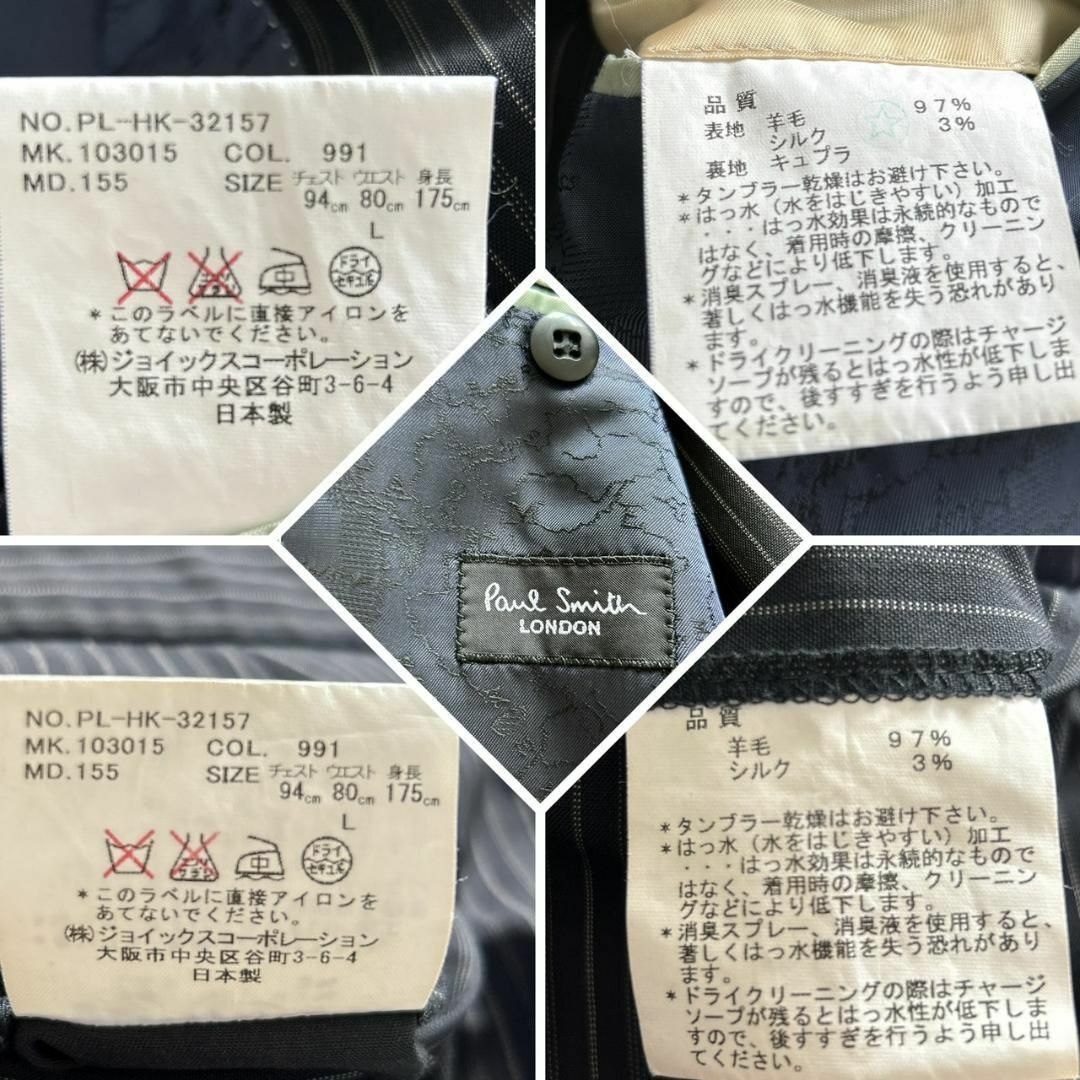 NO.PL-HK-32157
MK.103015 COL. 991
MD.155 SIZE チェスト ウエスト 身長
94cm 80cm 175cm
L
エンソ サラシ
中
ドライ
セキユ系
*このラベルに直接アイロンを
あてないでください。
(株)ジョイックスコーポレーション
大阪市中央区谷町3-6-4
日本製
品質
表地 羊毛 97%
シルク 3%
裏地 キュプラ
*タンブラー乾燥はお避け下さい。
*はっ水(水をはじきやすい)加工
・・・はっ水効果は永続的なもので
はなく、着用時の摩擦、クリーニン
グなどにより低下します。
*消臭スプレー、消臭液を使用すると、
著しくはっ水機能を失う恐れがあり
ます。
*ドライクリーニングの際はチャージ
ソープが残るとはっ水性が低下しま
すので、後すすぎを行うよう申し出
てください。
Paul Smith
LONDON
NO.PL-HK-32157
MK.103015 COL. 991
MD.155 SIZE チェスト ウエスト 身長
94cm 80cm 175cm
L
エンソ サラシ
中
ドライ
セキユ系
*このラベルに直接アイロンを
あてないでください。
(株)ジョイックスコーポレーション
大阪市中央区谷町3-6-4
日本製
品質
羊毛 97%
シルク 3%
*タンブラー乾燥はお避け下さい。
*はっ水(水をはじきやすい)加工
・・・はっ水効果は永続的なもので
はなく、着用時の摩擦、クリーニン
グなどにより低下します。
*消臭スプレー、消臭液を使用すると、
著しくはっ水機能を失う恐れがあり
ます。
*ドライクリーニングの際はチャージ
ソープが残るとはっ水性が低下しま
すので、後すすぎを行うよう申し出
てください。